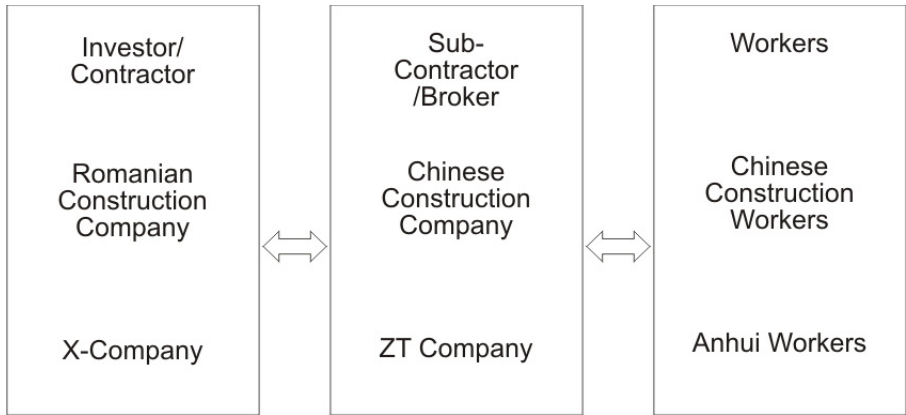 Investor/
Contractor
Romanian
Construction
Company
X-Company
Sub-
Contractor
/Broker
Chinese
Construction
Company
ZT Company
Workers
Chinese
Construction
Workers
Anhui Workers